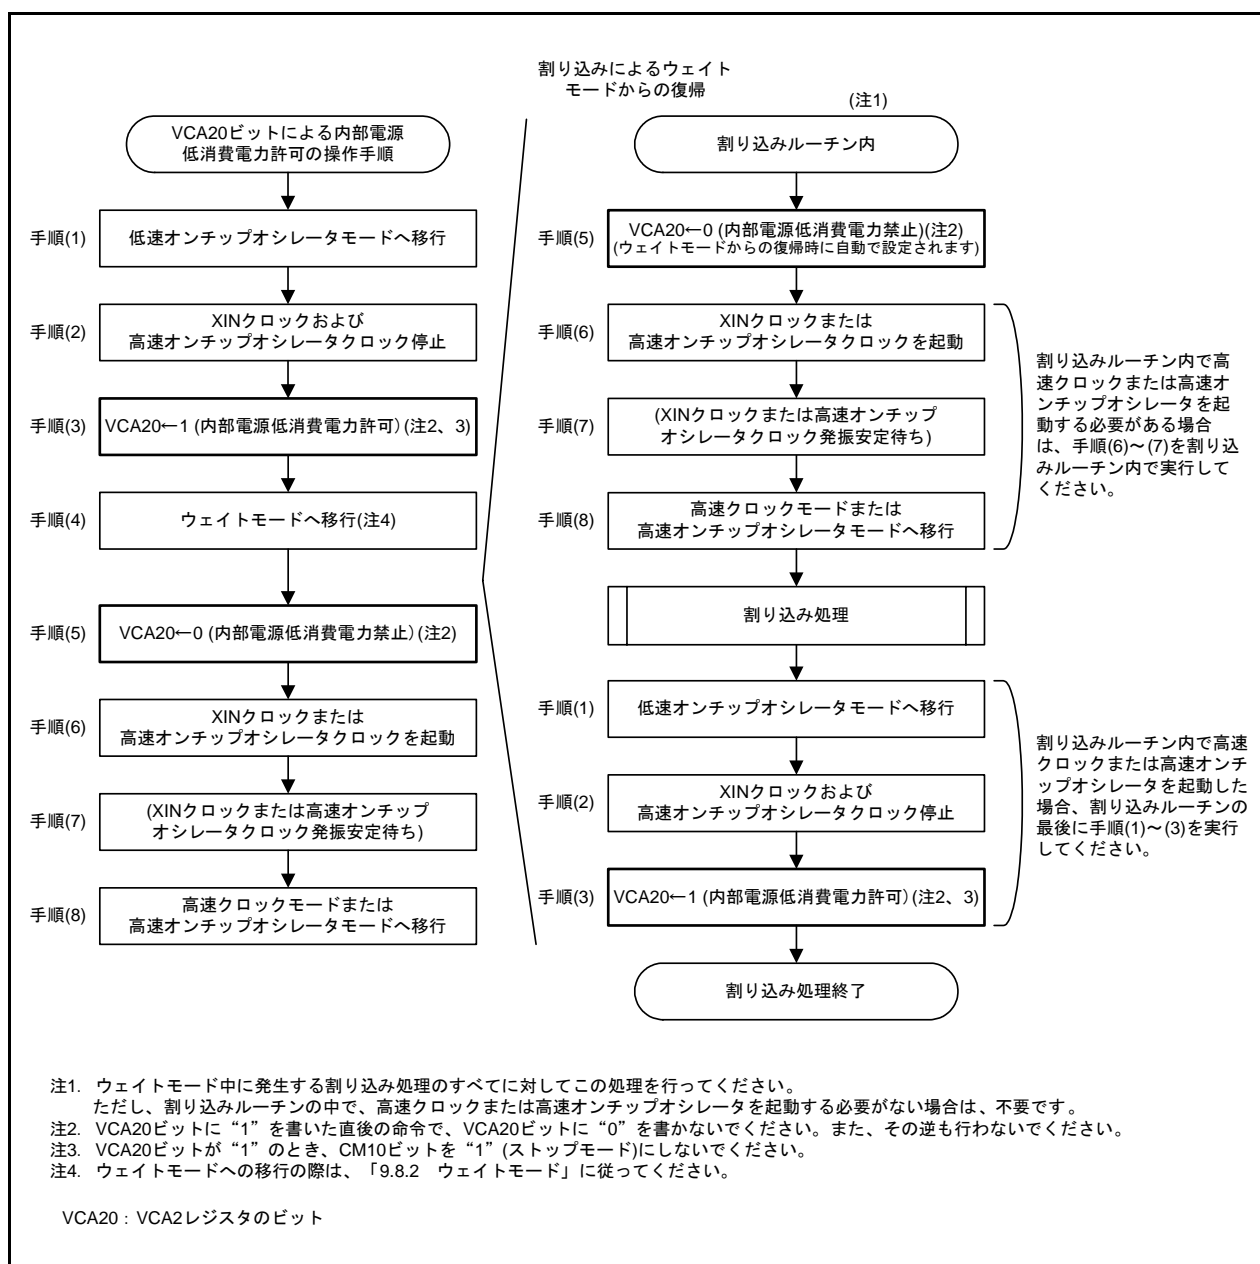 VCA20ビットによる内部電源
低消費電力許可の操作手順
手順(1)
低速オンチップオシレータモードへ移行
手順(2)
XINクロックおよび
高速オンチップオシレータクロック停止
手順(3)
VCA20←1 (内部電源低消費電力許可)(注2、3)
手順(4)
ウェイトモードへ移行(注4)
手順(5)
VCA20←0 (内部電源低消費電力禁止)(注2)
手順(6)
XINクロックまたは
高速オンチップオシレータクロックを起動
手順(7)
(XINクロックまたは高速オンチップ
オシレータクロック発振安定待ち)
手順(8)
高速クロックモードまたは
高速オンチップオシレータモードへ移行
割り込みによるウェイト
モードからの復帰
(注1)
割り込みルーチン内
手順(5)
VCA20←0 (内部電源低消費電力禁止)(注2)
(ウェイトモードからの復帰時に自動で設定されます)
手順(6)
XINクロックまたは
高速オンチップオシレータクロックを起動
手順(7)
(XINクロックまたは高速オンチップ
オシレータクロック発振安定待ち)
手順(8)
高速クロックモードまたは
高速オンチップオシレータモードへ移行
割り込みルーチン内で高
速クロックまたは高速オ
ンチップオシレータを起
動する必要がある場合
は、手順(6)～(7)を割り込
みルーチン内で実行して
ください。
割り込み処理
手順(1)
低速オンチップオシレータモードへ移行
手順(2)
XINクロックおよび
高速オンチップオシレータクロック停止
手順(3)
VCA20←1 (内部電源低消費電力許可)(注2、3)
割り込みルーチン内で高速
クロックまたは高速オンチ
ップオシレータを起動した
場合、割り込みルーチンの
最後に手順(1)～(3)を実行
してください。
割り込み処理終了
注1. ウェイトモード中に発生する割り込み処理のすべてに対してこの処理を行ってください。
ただし、割り込みルーチンの中で、高速クロックまたは高速オンチップオシレータを起動する必要がない場合は、不要です。
注2. VCA20ビットに“1”を書いた直後の命令で、VCA20ビットに“0”を書かないでください。また、その逆も行わないでください。
注3. VCA20ビットが“1”のとき、CM10ビットを“1”(ストップモード)にしないでください。
注4. ウェイトモードへの移行の際は、「9.8.2 ウェイトモード」に従ってください。
VCA20：VCA2レジスタのビット